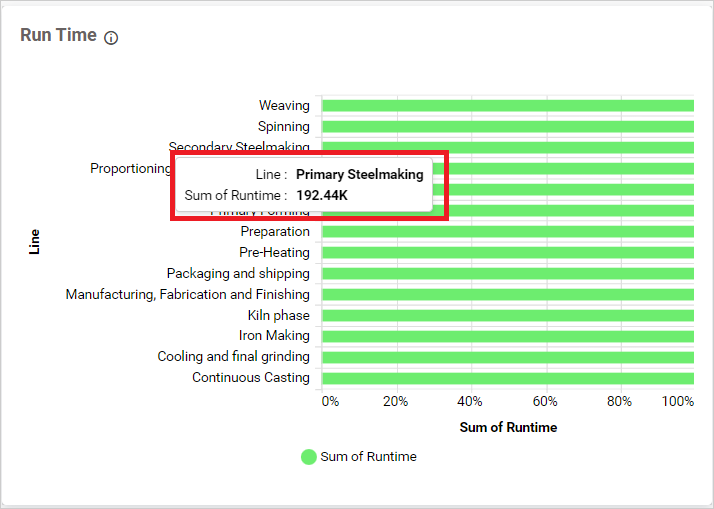 Run Time
Weaving
Spinning
Secondary Steelmaking
Proportioning
Line : Primary Steelmaking
Sum of Runtime : 192.44K
Primary Forming
Preparation
Pre-Heating
Packaging and shipping
Manufacturing, Fabrication and Finishing
Kiln phase
Iron Making
Cooling and final grinding
Continuous Casting
Line
0% 20% 40% 60% 80% 100%
Sum of Runtime
Sum of Runtime